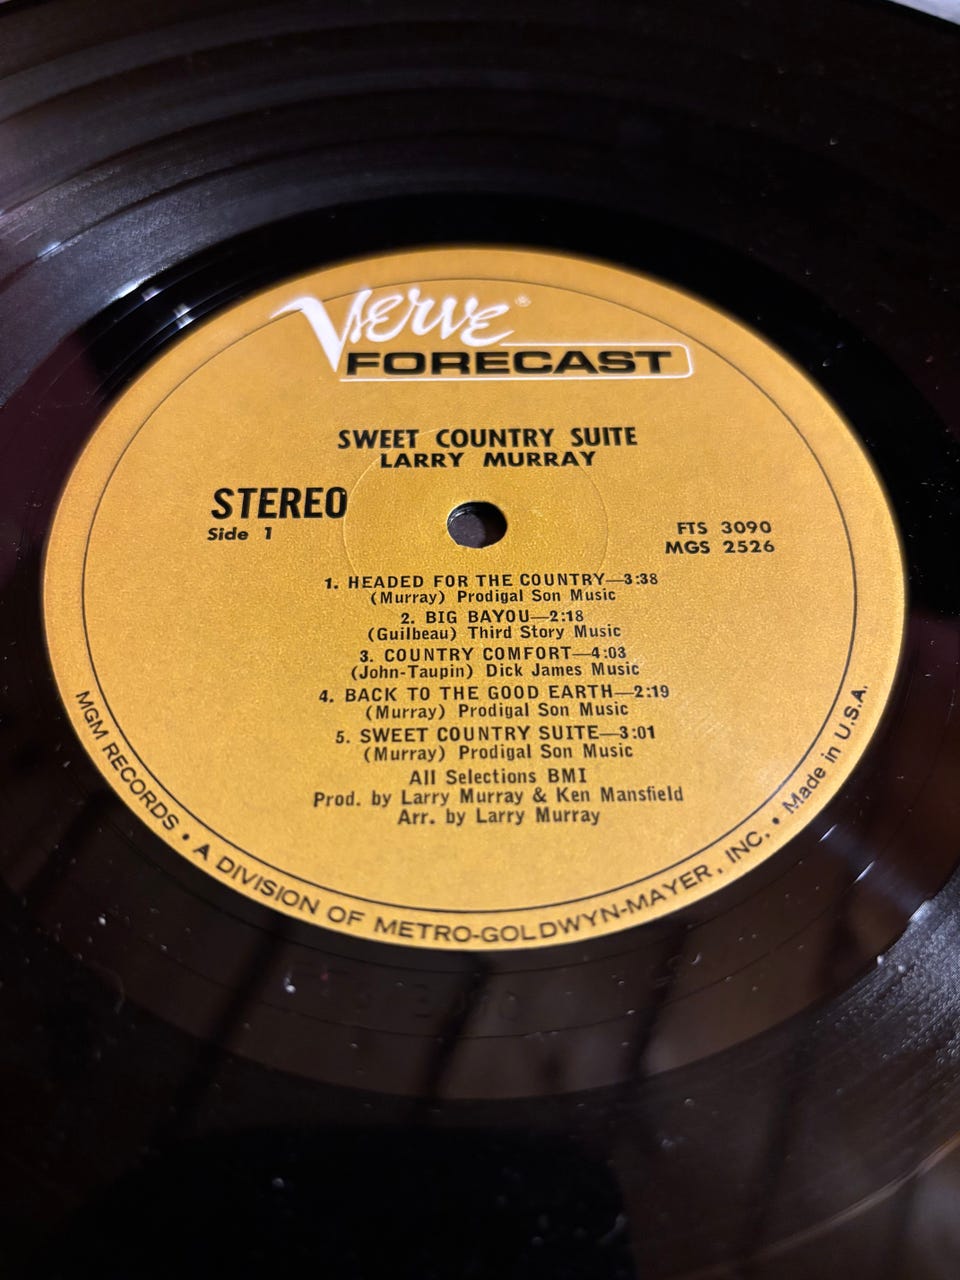 Verve®
FORECAST
SWEET COUNTRY SUITE
LARRY MURRAY
STEREO
Side 1
FTS 3090
MGS 2526
1. HEADED FOR THE COUNTRY—3:38
(Murray) Prodigal Son Music
2. BIG BAYOU—2:18
(Guilbeau) Third Story Music
3. COUNTRY COMFORT—4:03
(John-Taupin) Dick James Music
4. BACK TO THE GOOD EARTH—2:19
(Murray) Prodigal Son Music
5. SWEET COUNTRY SUITE—3:01
(Murray) Prodigal Son Music
All Selections BMI
Prod. by Larry Murray & Ken Mansfield
Arr. by Larry Murray
MGM RECORDS • A DIVISION OF METRO-GOLDWYN-MAYER, INC. • Made in U.S.A.